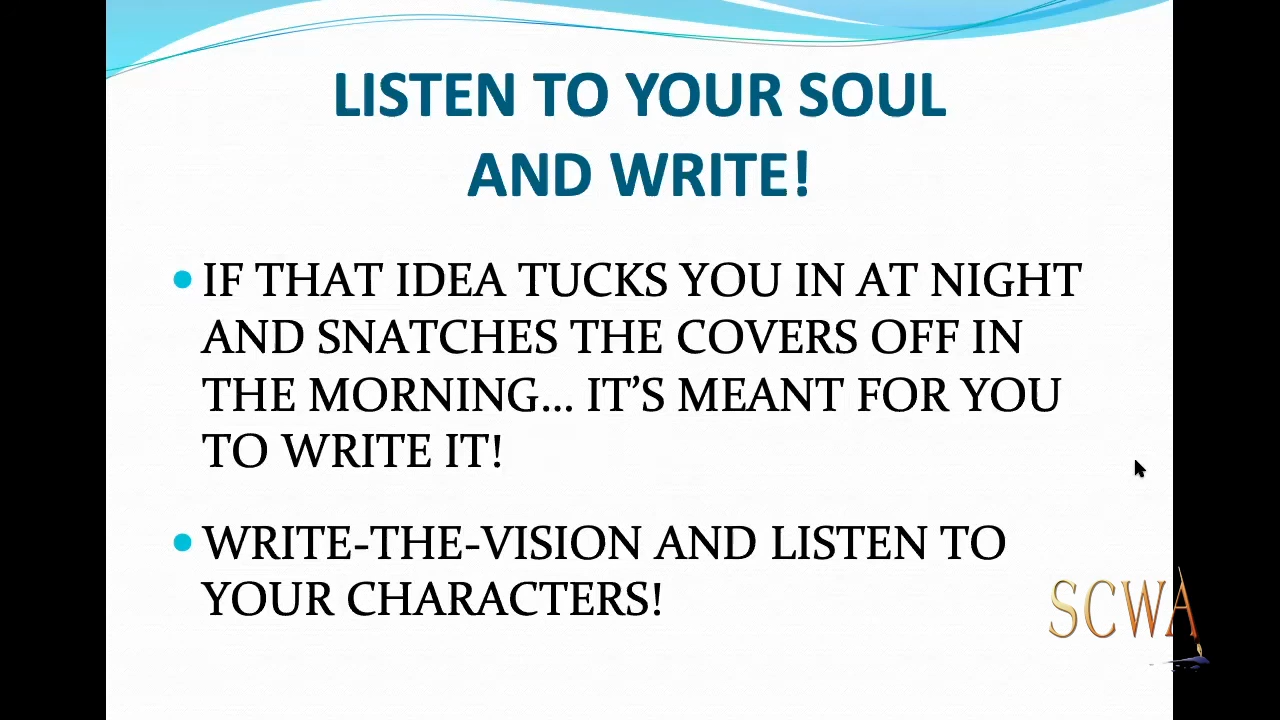 LISTEN TO YOUR SOUL
AND WRITE!
• IF THAT IDEA TUCKS YOU IN AT NIGHT
AND SNATCHES THE COVERS OFF IN
THE MORNING... IT’S MEANT FOR YOU
TO WRITE IT!
• WRITE-THE-VISION AND LISTEN TO
YOUR CHARACTERS!
SCWA